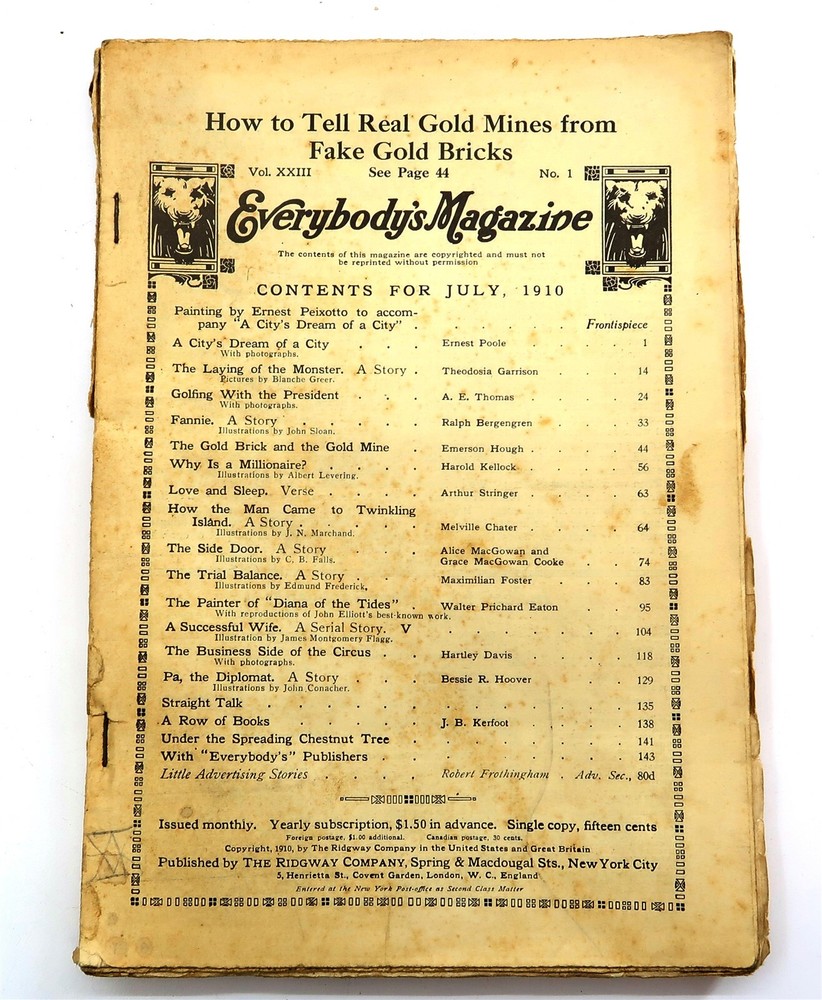 How to Tell Real Gold Mines from
Fake Gold Bricks
Vol. XXIII See Page 44 No. 1
Everybody's Magazine
The contents of this magazine are copyrighted and must not
be reprinted without permission
CONTENTS FOR JULY, 1910
Painting by Ernest Peixotto to accom-
pany "A City's Dream of a City" . . . . . . Frontispiece
A City's Dream of a City . . . Ernest Poole . . . . 1
With photographs.
The Laying of the Monster. A Story . Theodosia Garrison . . . 14
Pictures by Blanche Greer.
Golfing With the President . . . A. E. Thomas . . . . 24
With photographs.
Fannie. A Story . . . . . Ralph Bergengren . . . 33
Illustrations by John Sloan.
The Gold Brick and the Gold Mine . Emerson Hough . . . . 44
Why Is a Millionaire? . . . . Harold Kellock . . . . 56
Illustrations by Albert Levering.
Love and Sleep. Verse . . . . Arthur Stringer . . . . 63
How the Man Came to Twinkling
Island. A Story . . . . . Melville Chater . . . . 64
Illustrations by J. N. Marchand.
The Side Door. A Story . . . Alice MacGowan and
Illustrations by C. B. Falls. Grace MacGowan Cooke . . 74
The Trial Balance. A Story . . . Maximilian Foster . . . 83
Illustrations by Edmund Frederick.
The Painter of "Diana of the Tides" . Walter Prichard Eaton . . 95
With reproductions of John Elliott's best-known work.
A Successful Wife. A Serial Story. V . . . . . . . 104
Illustration by James Montgomery Flagg.
The Business Side of the Circus . . Hartley Davis . . . . 118
With photographs.
Pa, the Diplomat. A Story . . . Bessie R. Hoover . . . 129
Illustrations by John Conacher.
Straight Talk . . . . . . . . . . . . . 135
A Row of Books . . . . . J. B. Kerfoot . . . . 138
Under the Spreading Chestnut Tree . . . . . . . 141
With "Everybody's" Publishers . . . . . . . . 143
Little Advertising Stories . . . . Robert Frothingham . Adv. Sec., 80d
Issued monthly. Yearly subscription, $1.50 in advance. Single copy, fifteen cents
Foreign postage, $1.00 additional. Canadian postage, 30 cents.
Copyright, 1910, by The Ridgway Company in the United States and Great Britain
Published by THE RIDGWAY COMPANY, Spring & Macdougal Sts., New York City
5, Henrietta St., Covent Garden, London, W. C., England
Entered at the New York Post-office as Second Class Matter